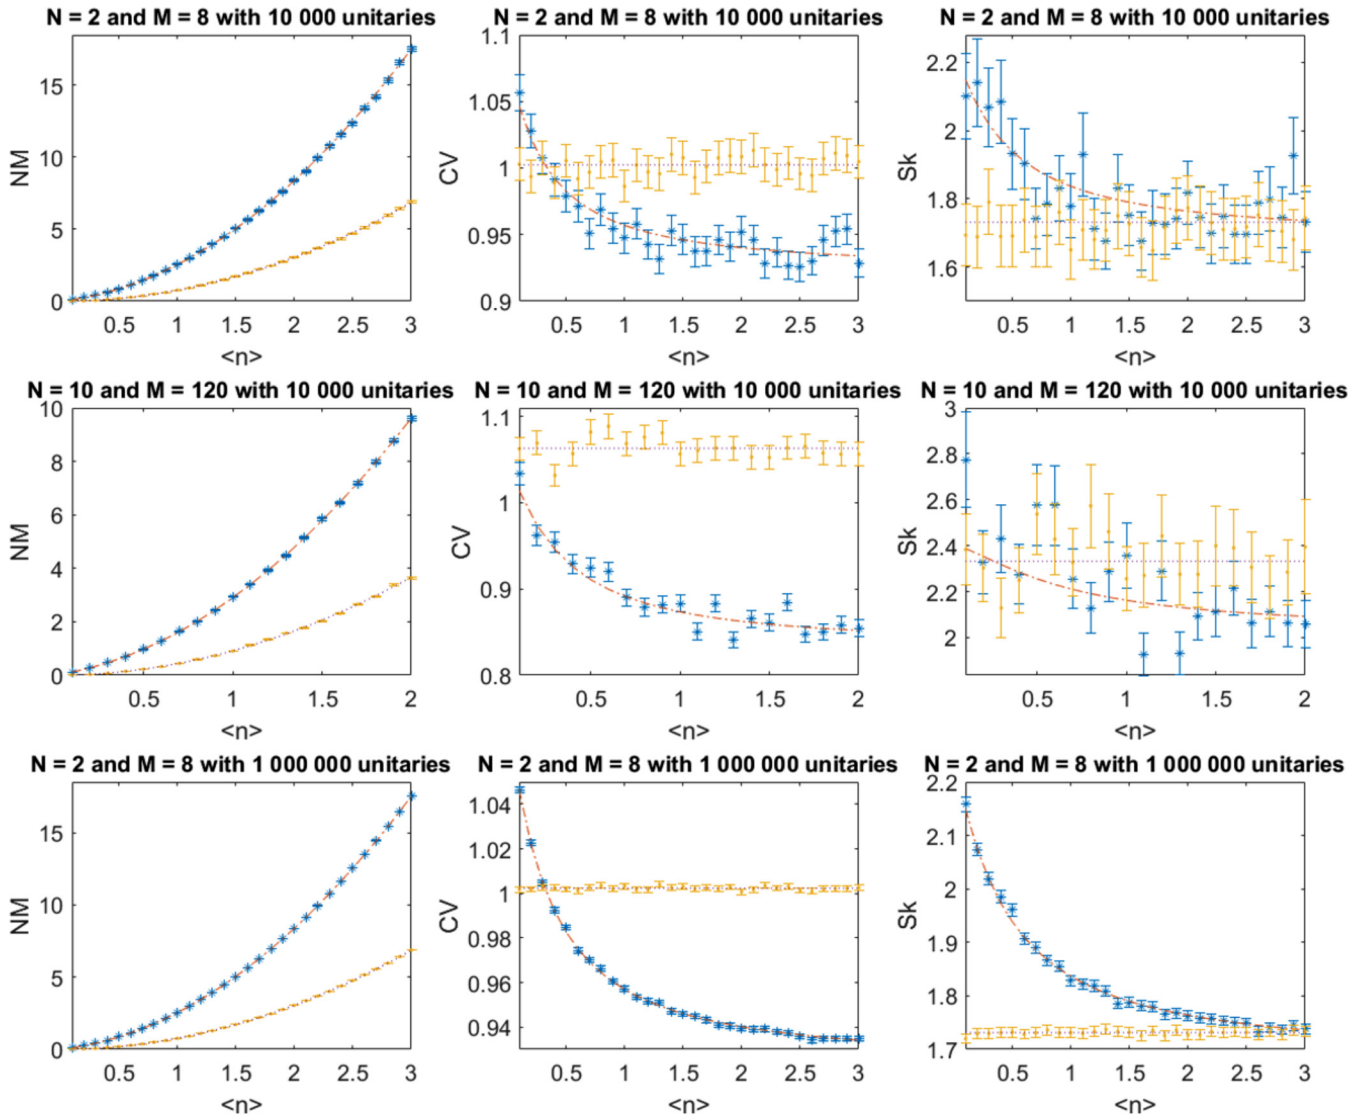 N = 2 and M = 8 with 10 000 unitaries
NM
15
10
5
0
0.5 1 1.5 2 2.5 3
<n>
N = 2 and M = 8 with 10 000 unitaries
CV
1.1
1.05
1
0.95
0.9
0.5 1 1.5 2 2.5 3
<n>
N = 2 and M = 8 with 10 000 unitaries
Sk
2.2
2
1.8
1.6
0.5 1 1.5 2 2.5 3
<n>
N = 10 and M = 120 with 10 000 unitaries
NM
10
8
6
4
2
0
0.5 1 1.5 2
<n>
N = 10 and M = 120 with 10 000 unitaries
CV
1.1
1
0.9
0.8
0.5 1 1.5 2
<n>
N = 10 and M = 120 with 10 000 unitaries
Sk
3
2.8
2.6
2.4
2.2
2
0.5 1 1.5 2
<n>
N = 2 and M = 8 with 1 000 000 unitaries
NM
15
10
5
0
0.5 1 1.5 2 2.5 3
<n>
N = 2 and M = 8 with 1 000 000 unitaries
CV
1.04
1.02
1
0.98
0.96
0.94
0.5 1 1.5 2 2.5 3
<n>
N = 2 and M = 8 with 1 000 000 unitaries
Sk
2.2
2.1
2
1.9
1.8
1.7
0.5 1 1.5 2 2.5 3
<n>